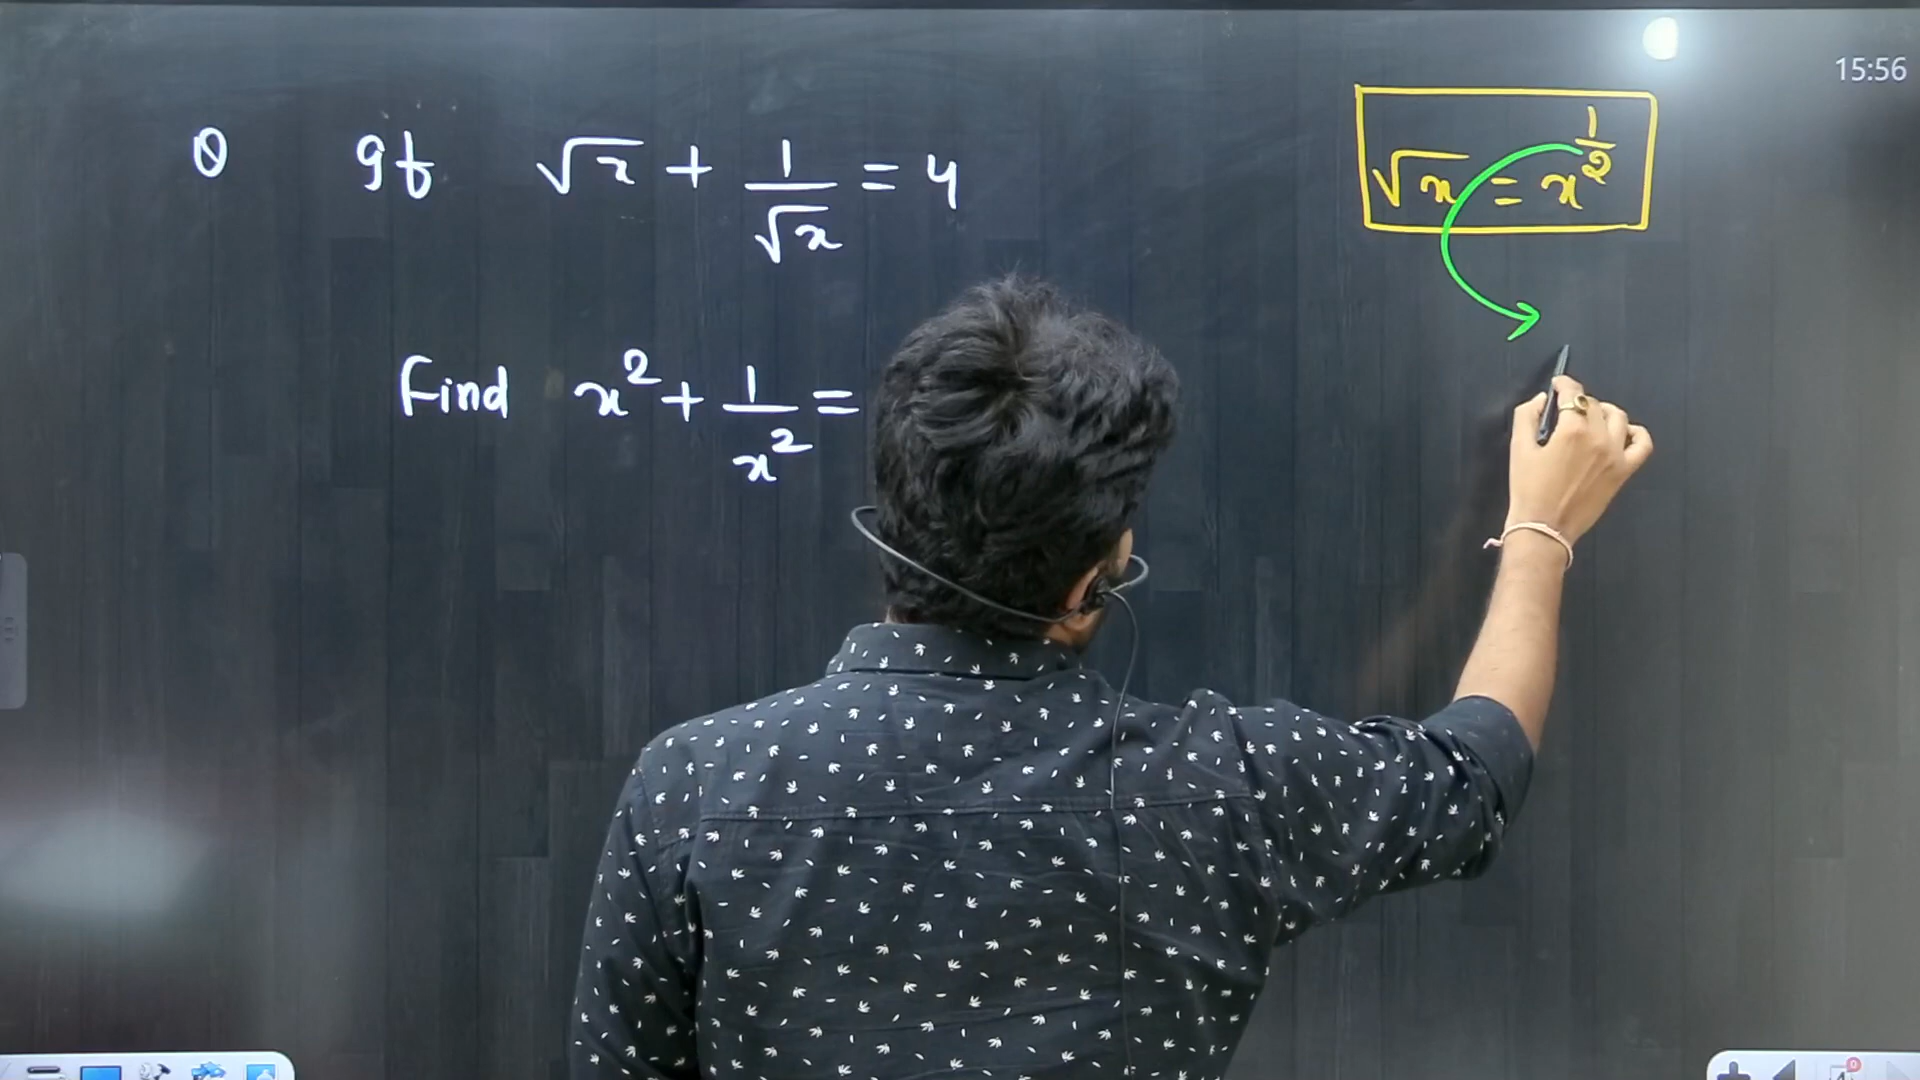 15:56
Q If √x + 1/√x = 4
√x = x^(1/2)
Find x² + 1/x² =